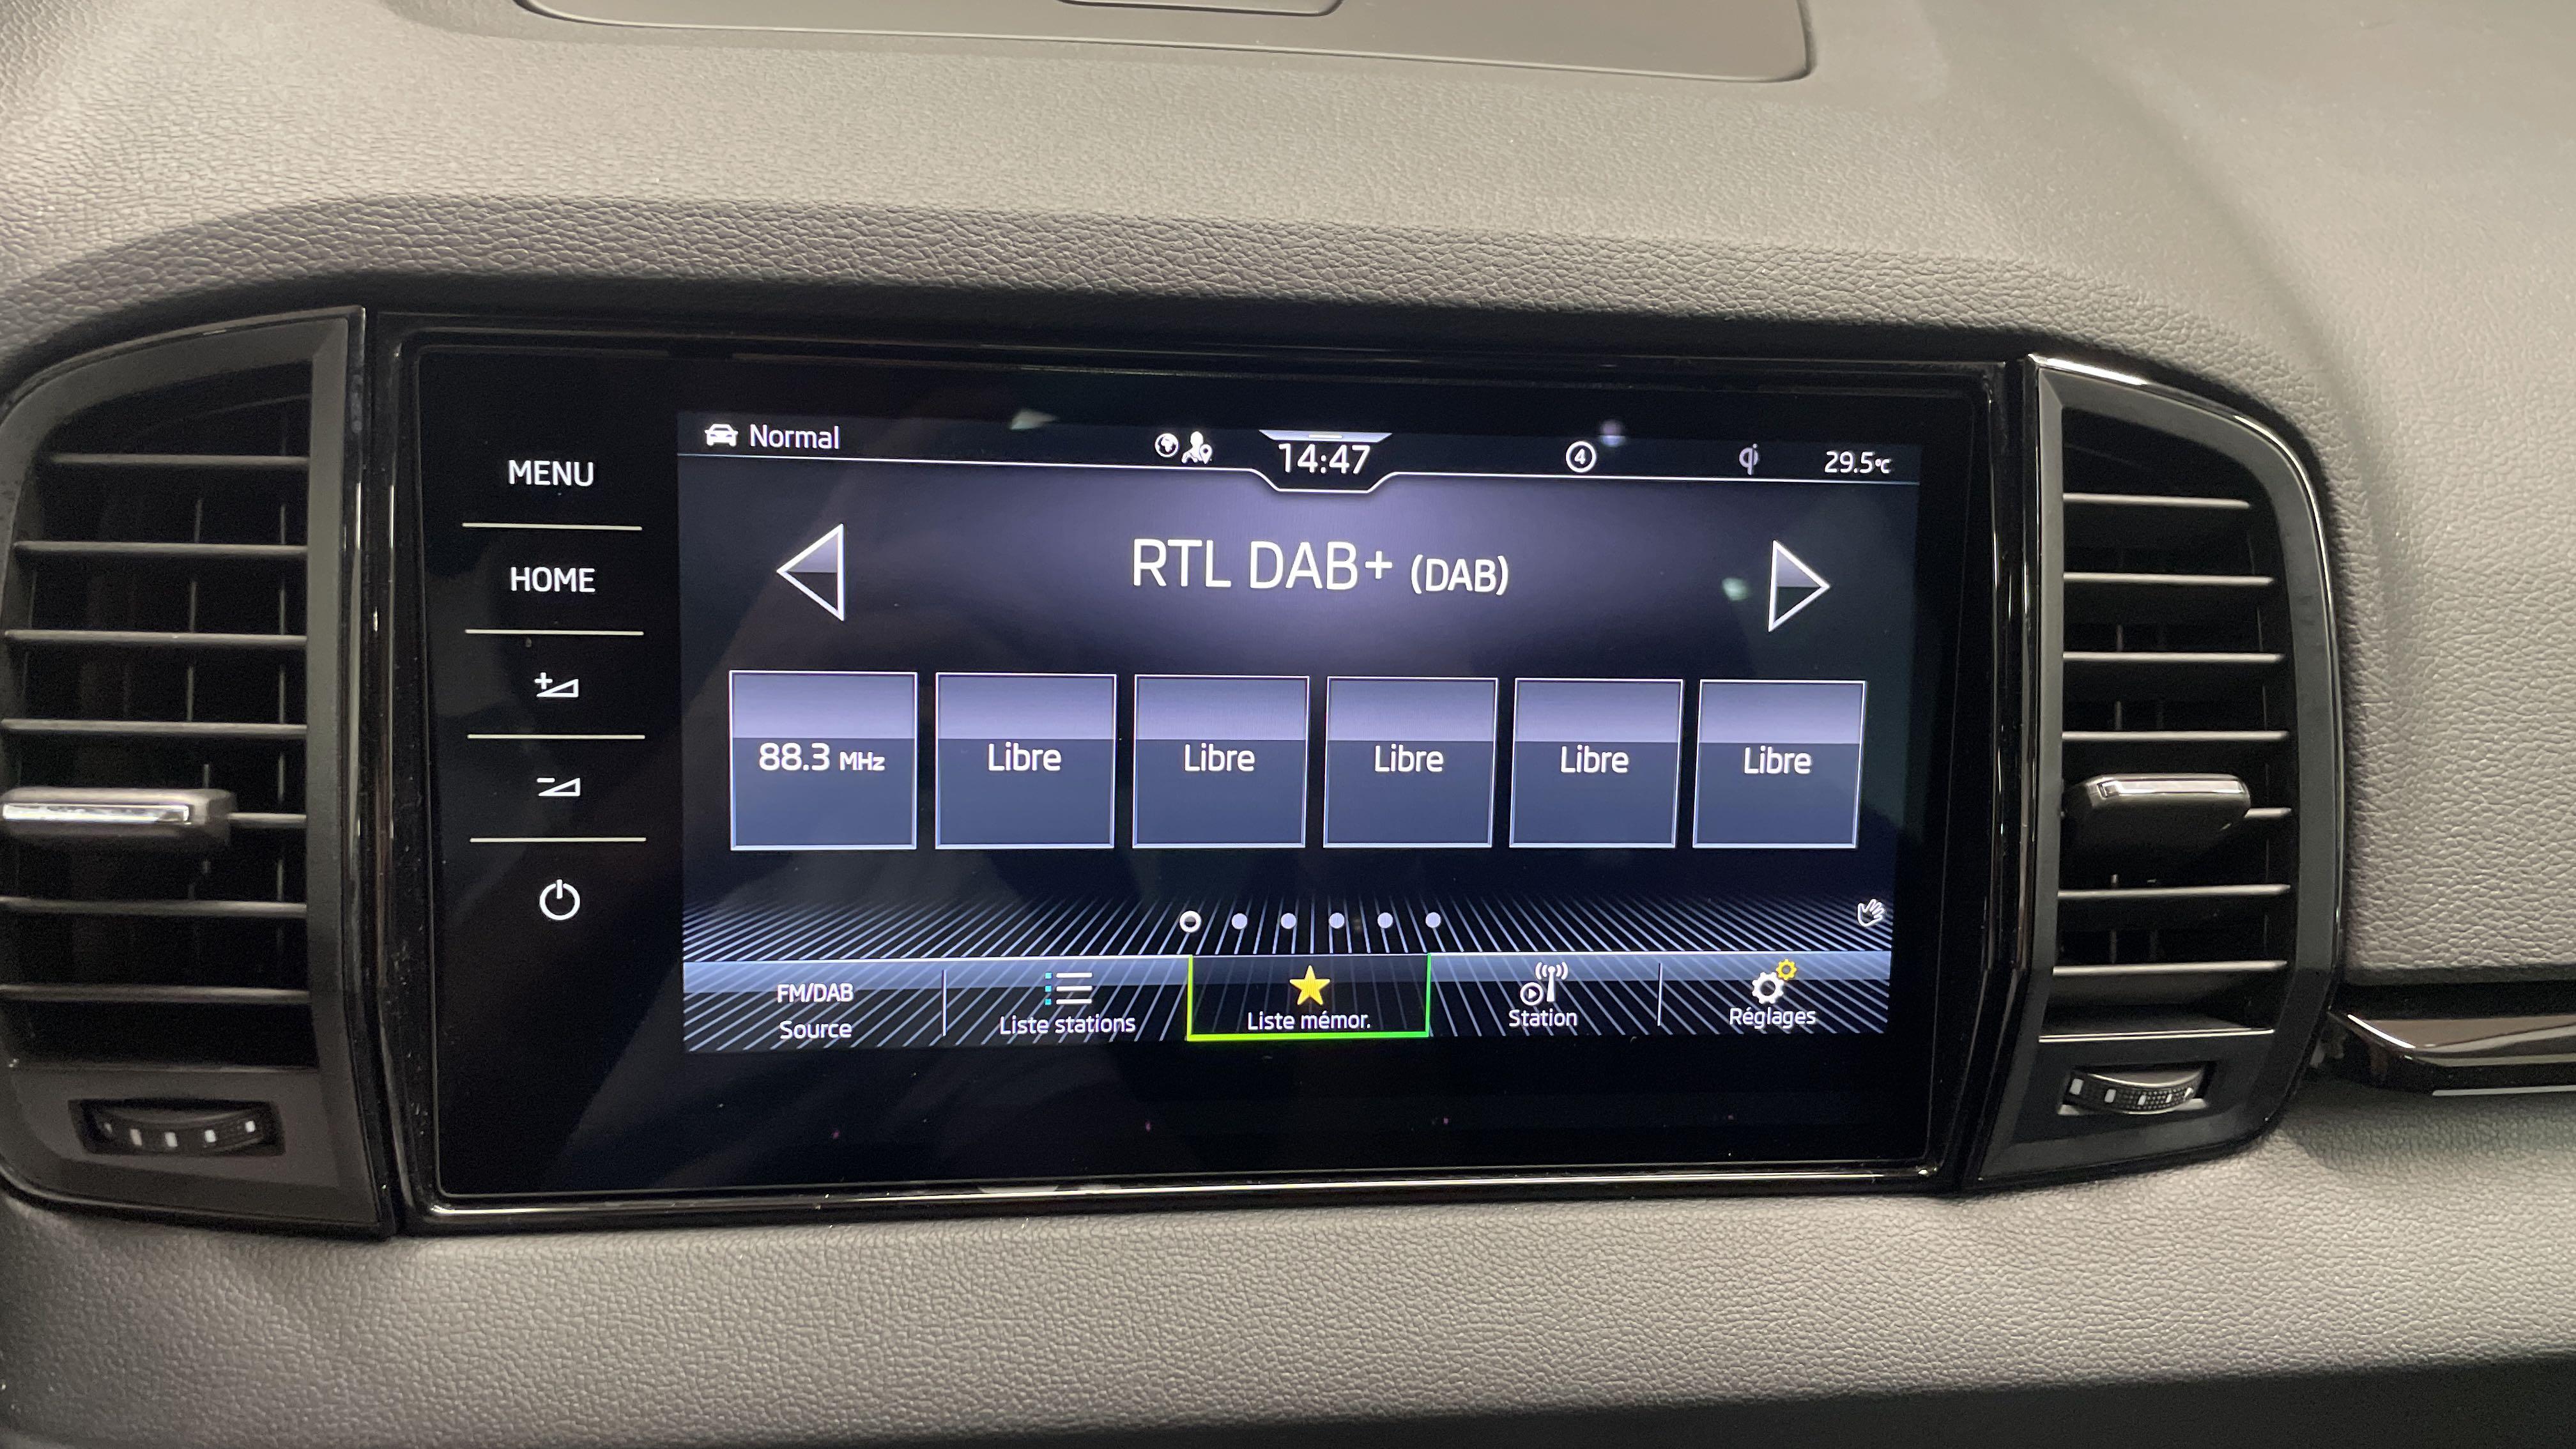 MENU
HOME
Normal
14:47
4
29.5°C
RTL DAB+ (DAB)
88.3 MHz
Libre
Libre
Libre
Libre
Libre
FM/DAB
Source
Liste stations
Liste mémor.
Station
Réglages